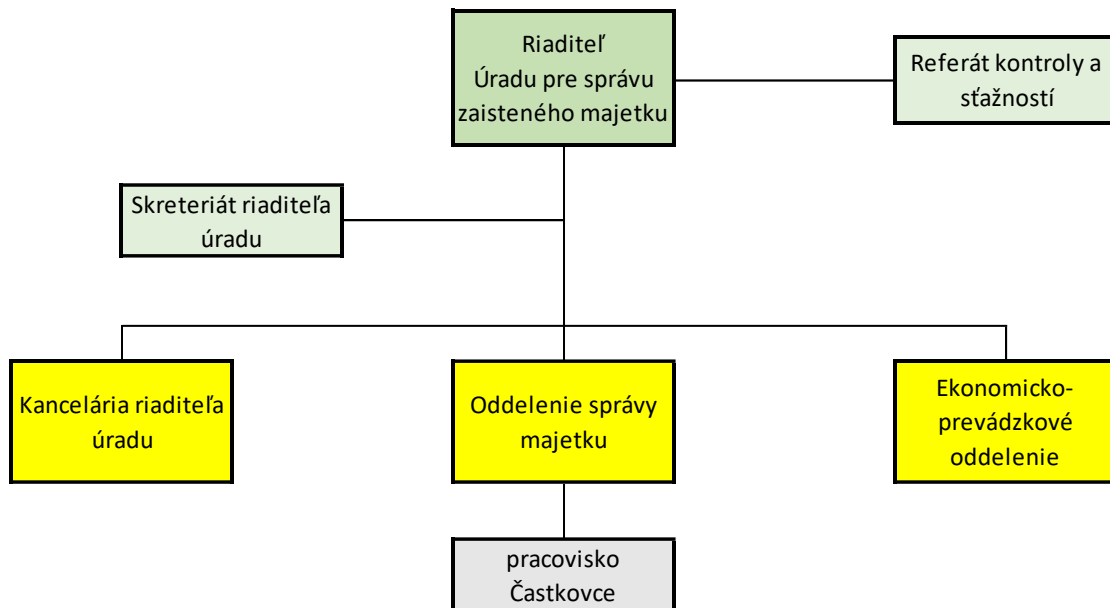 Riaditeľ
Úradu pre správu
zaisteného majetku
Referát kontroly a
sťažností
Skreteriát riaditeľa
úradu
Kancelária riaditeľa
úradu
Oddelenie správy
majetku
Ekonomicko-
prevádzkové
oddelenie
pracovisko
Častkovce